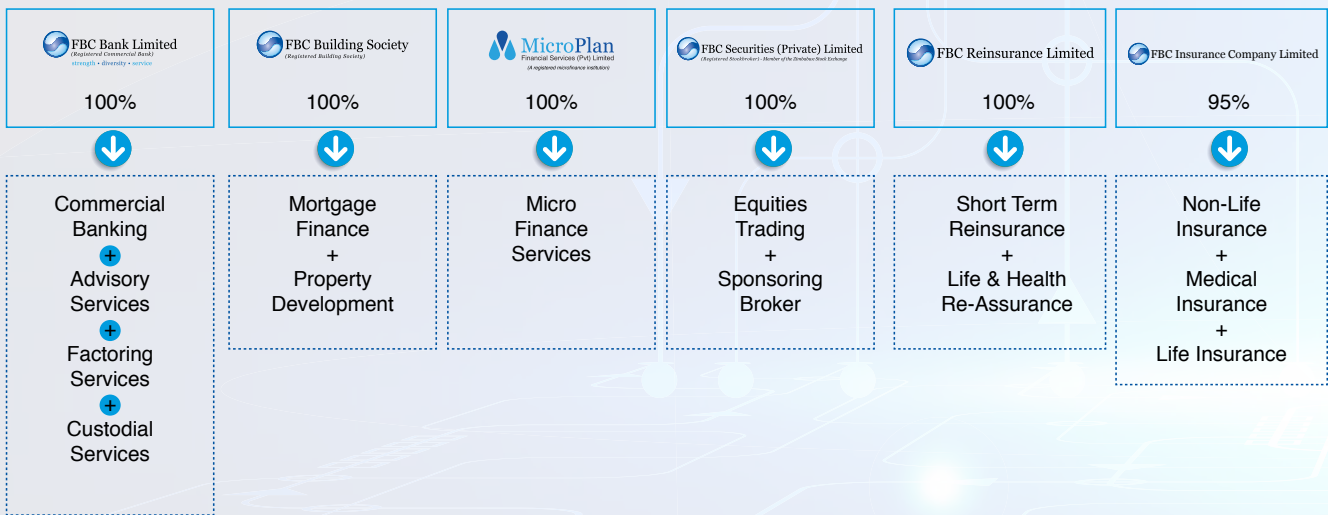 FBC Bank Limited
(Registered Commercial Bank)
strength • diversity • service
100%
Commercial
Banking
+
Advisory
Services
+
Factoring
Services
+
Custodial
Services
FBC Building Society
(Registered Building Society)
100%
Mortgage
Finance
+
Property
Development
MicroPlan
Financial Services (Pvt) Limited
(A registered microfinance institution)
100%
Micro
Finance
Services
FBC Securities (Private) Limited
(Registered Stockbroker) - Member of the Zimbabwe Stock Exchange
100%
Equities
Trading
+
Sponsoring
Broker
FBC Reinsurance Limited
100%
Short Term
Reinsurance
+
Life & Health
Re-Assurance
FBC Insurance Company Limited
95%
Non-Life
Insurance
+
Medical
Insurance
+
Life Insurance